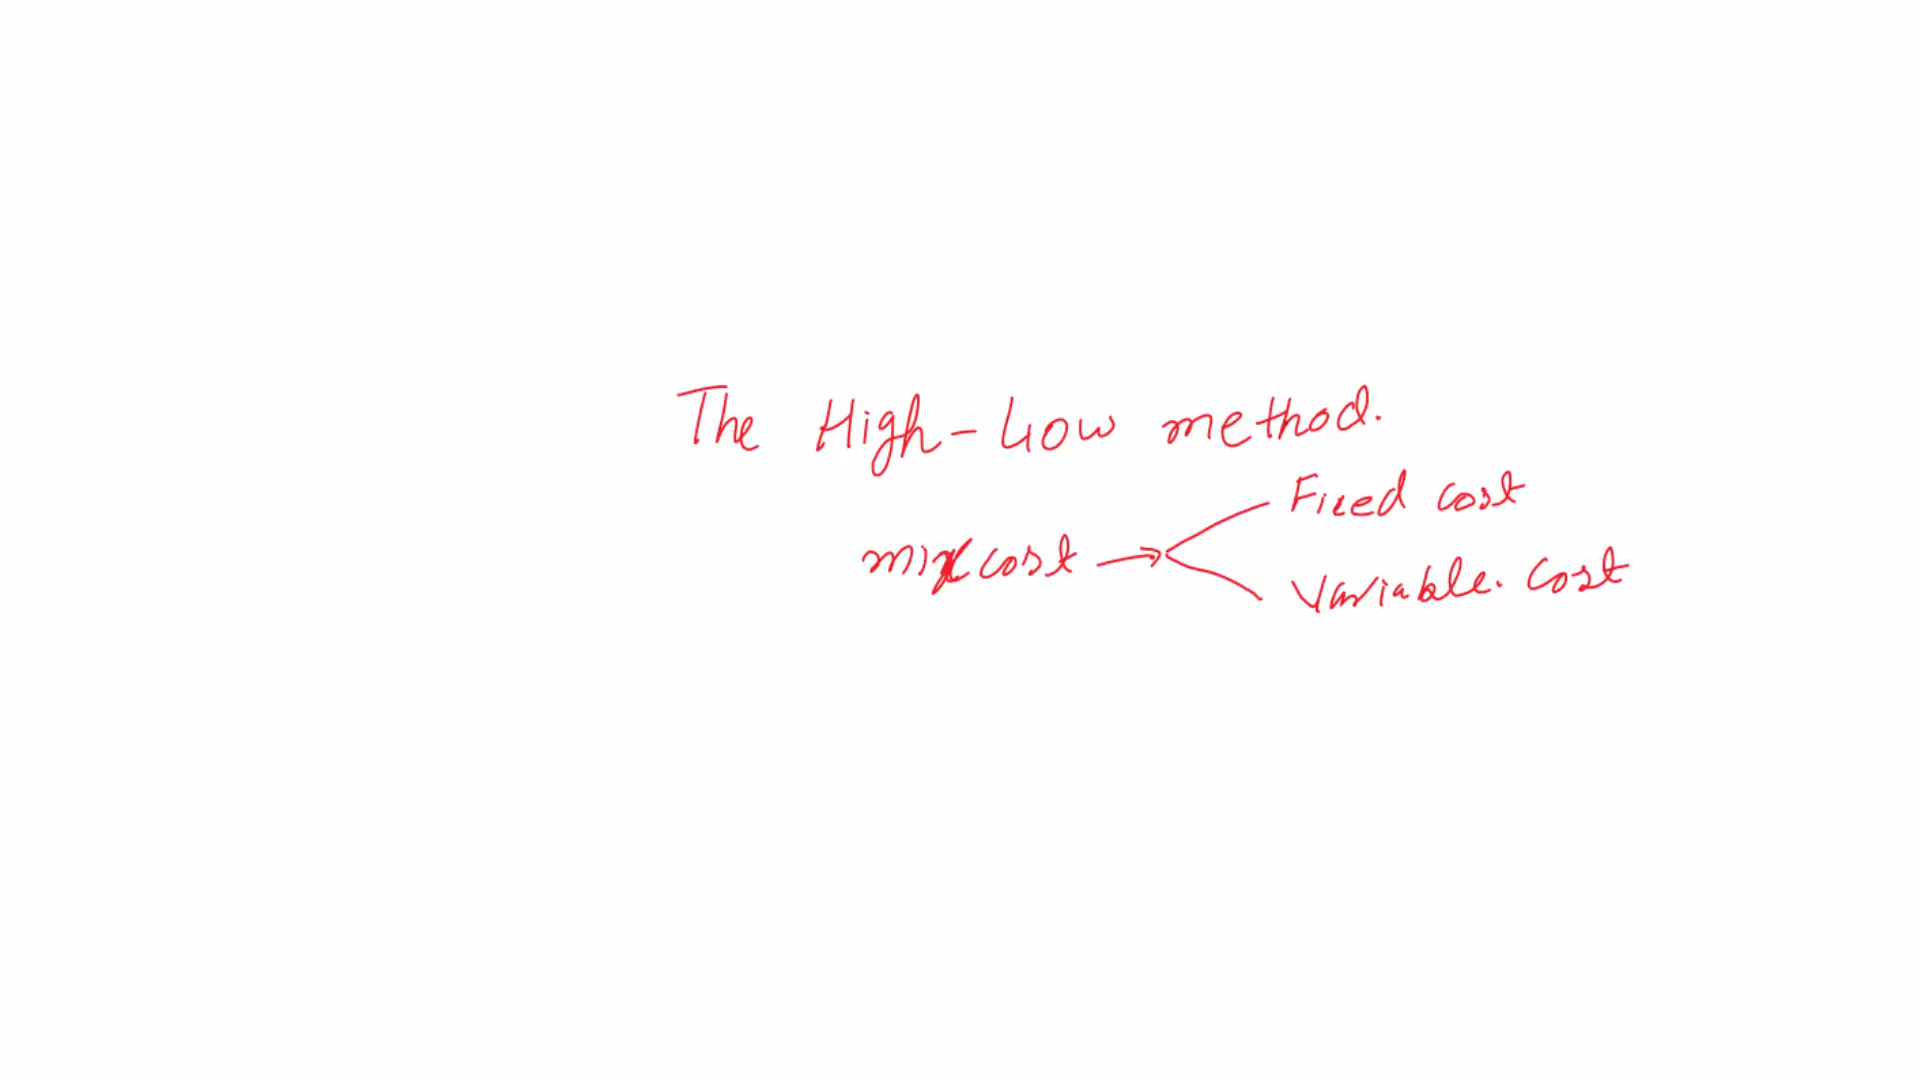 The High-Low method.
Fixed cost
mix cost →
Variable. Cost